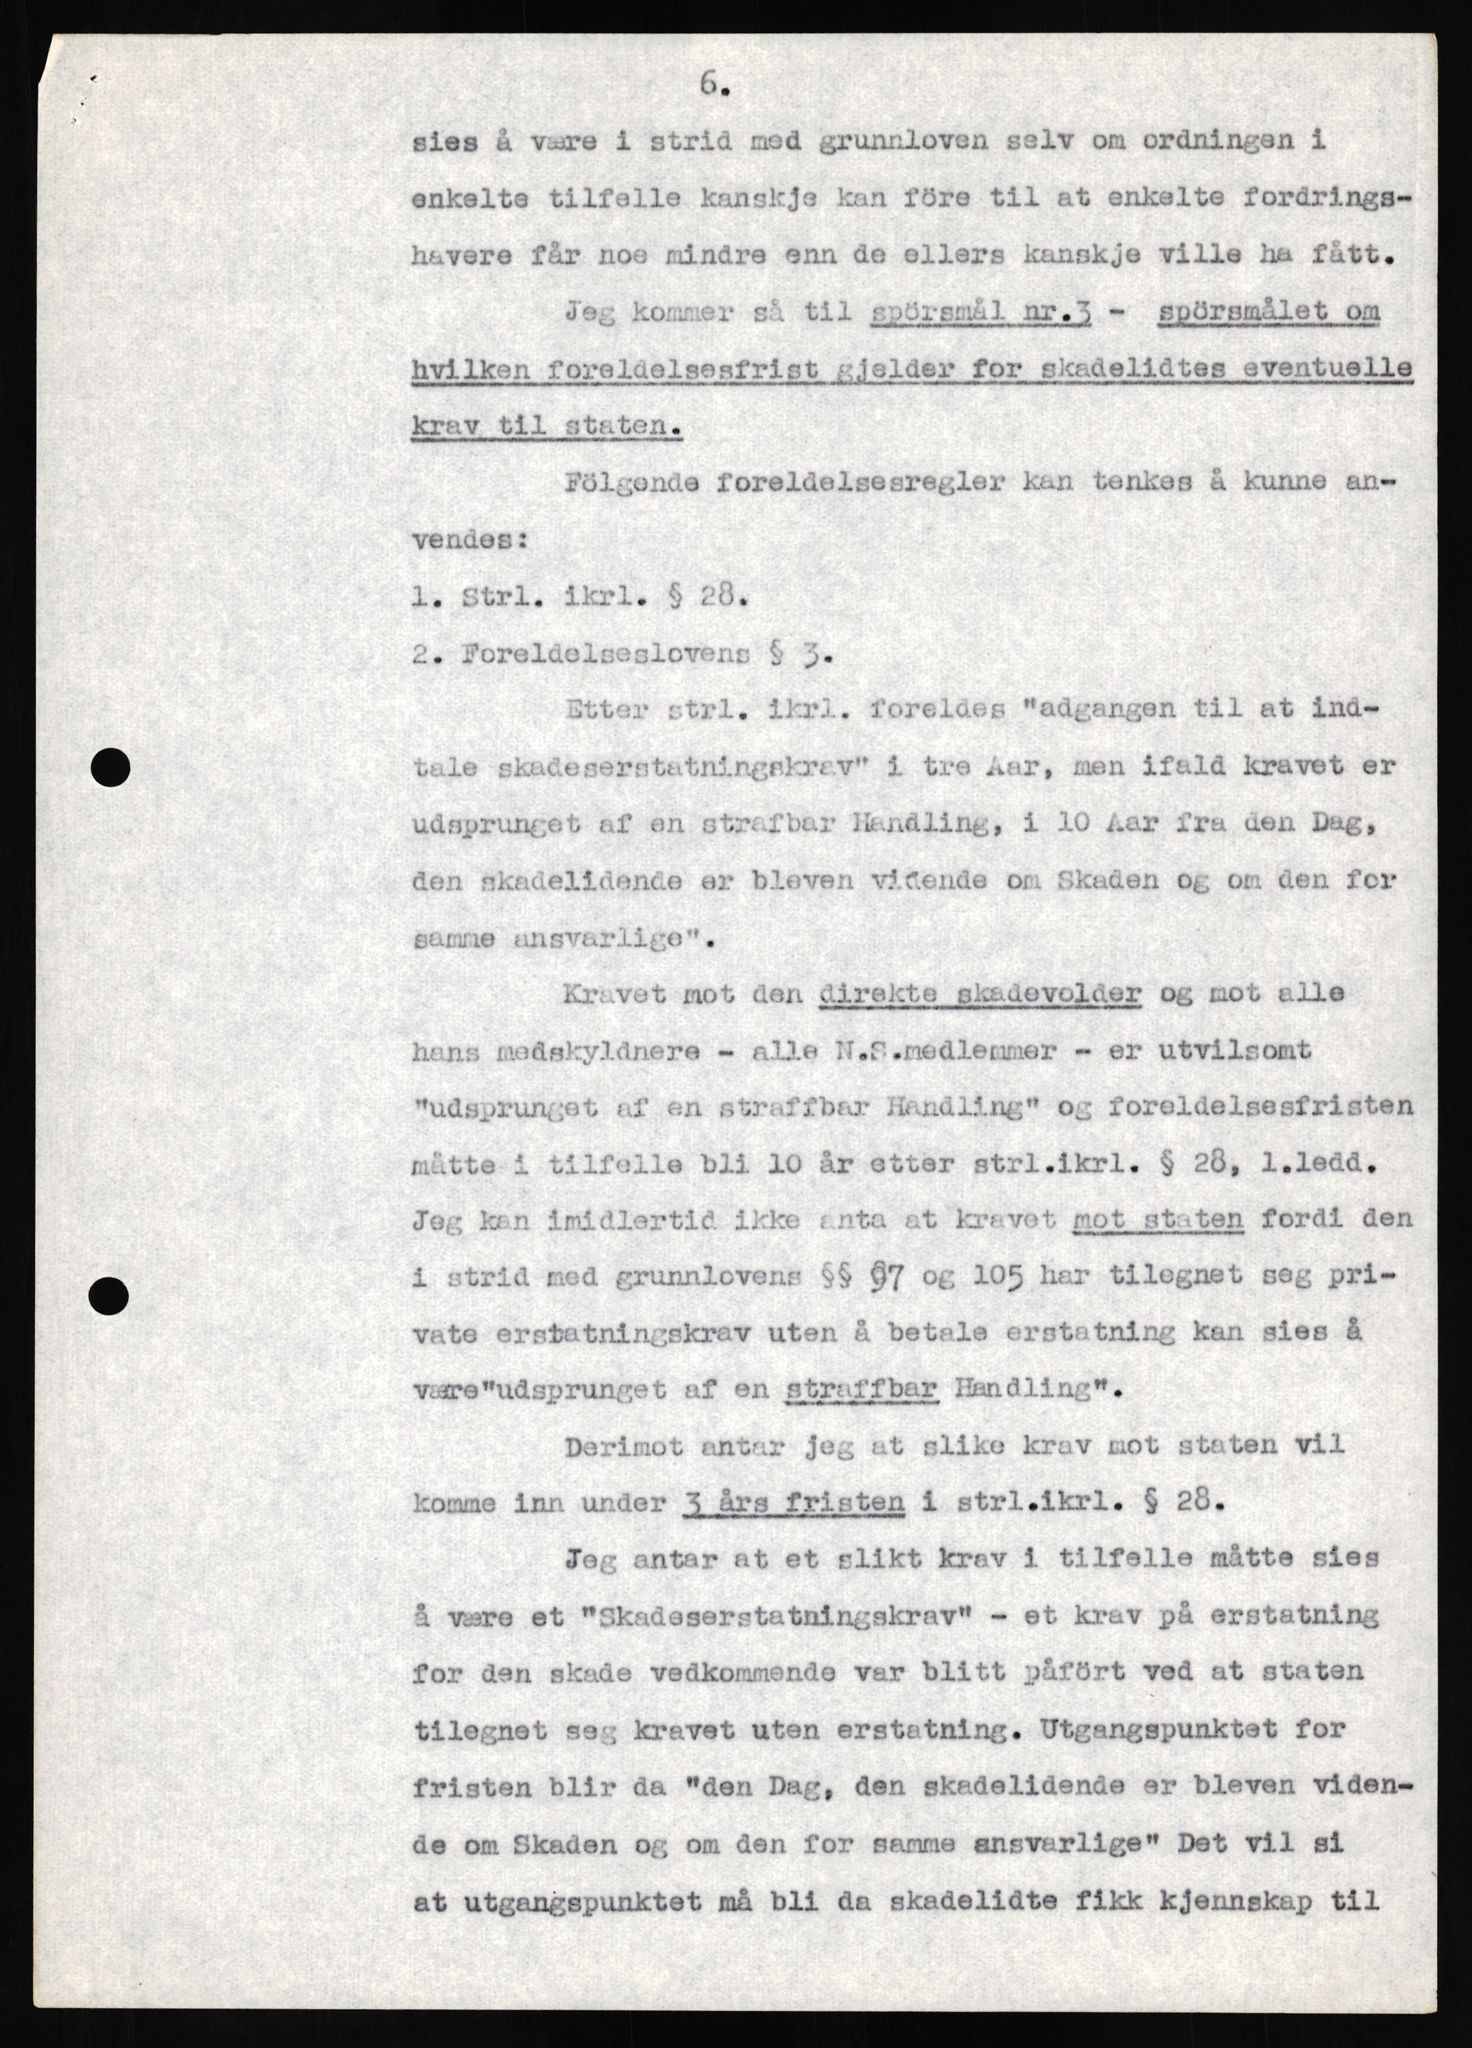 6.
sies å være i strid med grunnloven selv om ordningen i
enkelte tilfelle kanskje kan före til at enkelte fordrings-
havere får noe mindre enn de ellers kanskje ville ha fått.
Jeg kommer så til spörsmål nr.3 - spörsmålet om
hvilken foreldelsesfrist gjelder for skadelidtes eventuelle
krav til staten.
Fölgende foreldelsesregler kan tenkes å kunne an-
vendes:
1. Strl. ikrl. § 28.
2. Foreldelseslovens § 3.
Etter strl. ikrl. foreldes "adgangen til at ind-
tale skadeserstatningskrav" i tre Aar, men ifald kravet er
udsprunget af en strafbar Handling, i 10 Aar fra den Dag,
den skadelidende er bleven vidende om Skaden og om den for
samme ansvarlige".
Kravet mot den direkte skadevolder og mot alle
hans medskyldnere - alle N.S.medlemmer - er utvilsomt
"udsprunget af en straffbar Handling" og foreldelsesfristen
måtte i tilfelle bli 10 år etter strl.ikrl. § 28, 1.ledd.
Jeg kan imidlertid ikke anta at kravet mot staten fordi den
i strid med grunnlovens §§ 97 og 105 har tilegnet seg pri-
vate erstatningskrav uten å betale erstatning kan sies å
være"udsprunget af en straffbar Handling".
Derimot antar jeg at slike krav mot staten vil
komme inn under 3 års fristen i strl.ikrl. § 28.
Jeg antar at et slikt krav i tilfelle måtte sies
å være et "Skadeserstatningskrav" - et krav på erstatning
for den skade vedkommende var blitt påfört ved at staten
tilegnet seg kravet uten erstatning. Utgangspunktet for
fristen blir da "den Dag, den skadelidende er bleven viden-
de om Skaden og om den for samme ansvarlige" Det vil si
at utgangspunktet må bli da skadelidte fikk kjennskap til